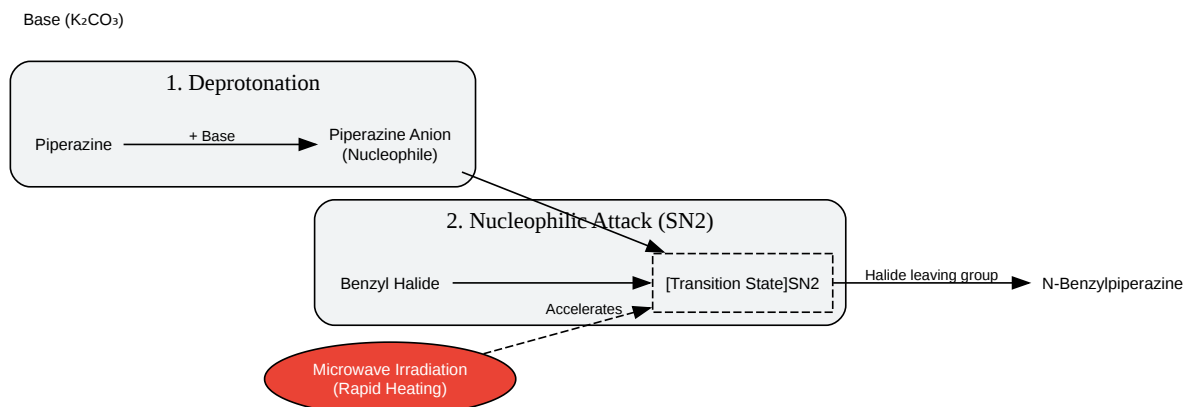 Base (K₂CO₃)
1. Deprotonation
Piperazine
+ Base
Piperazine Anion
(Nucleophile)
2. Nucleophilic Attack (SN2)
Benzyl Halide
[Transition State]SN2
Halide leaving group
N-Benzylpiperazine
Accelerates
Microwave Irradiation
(Rapid Heating)